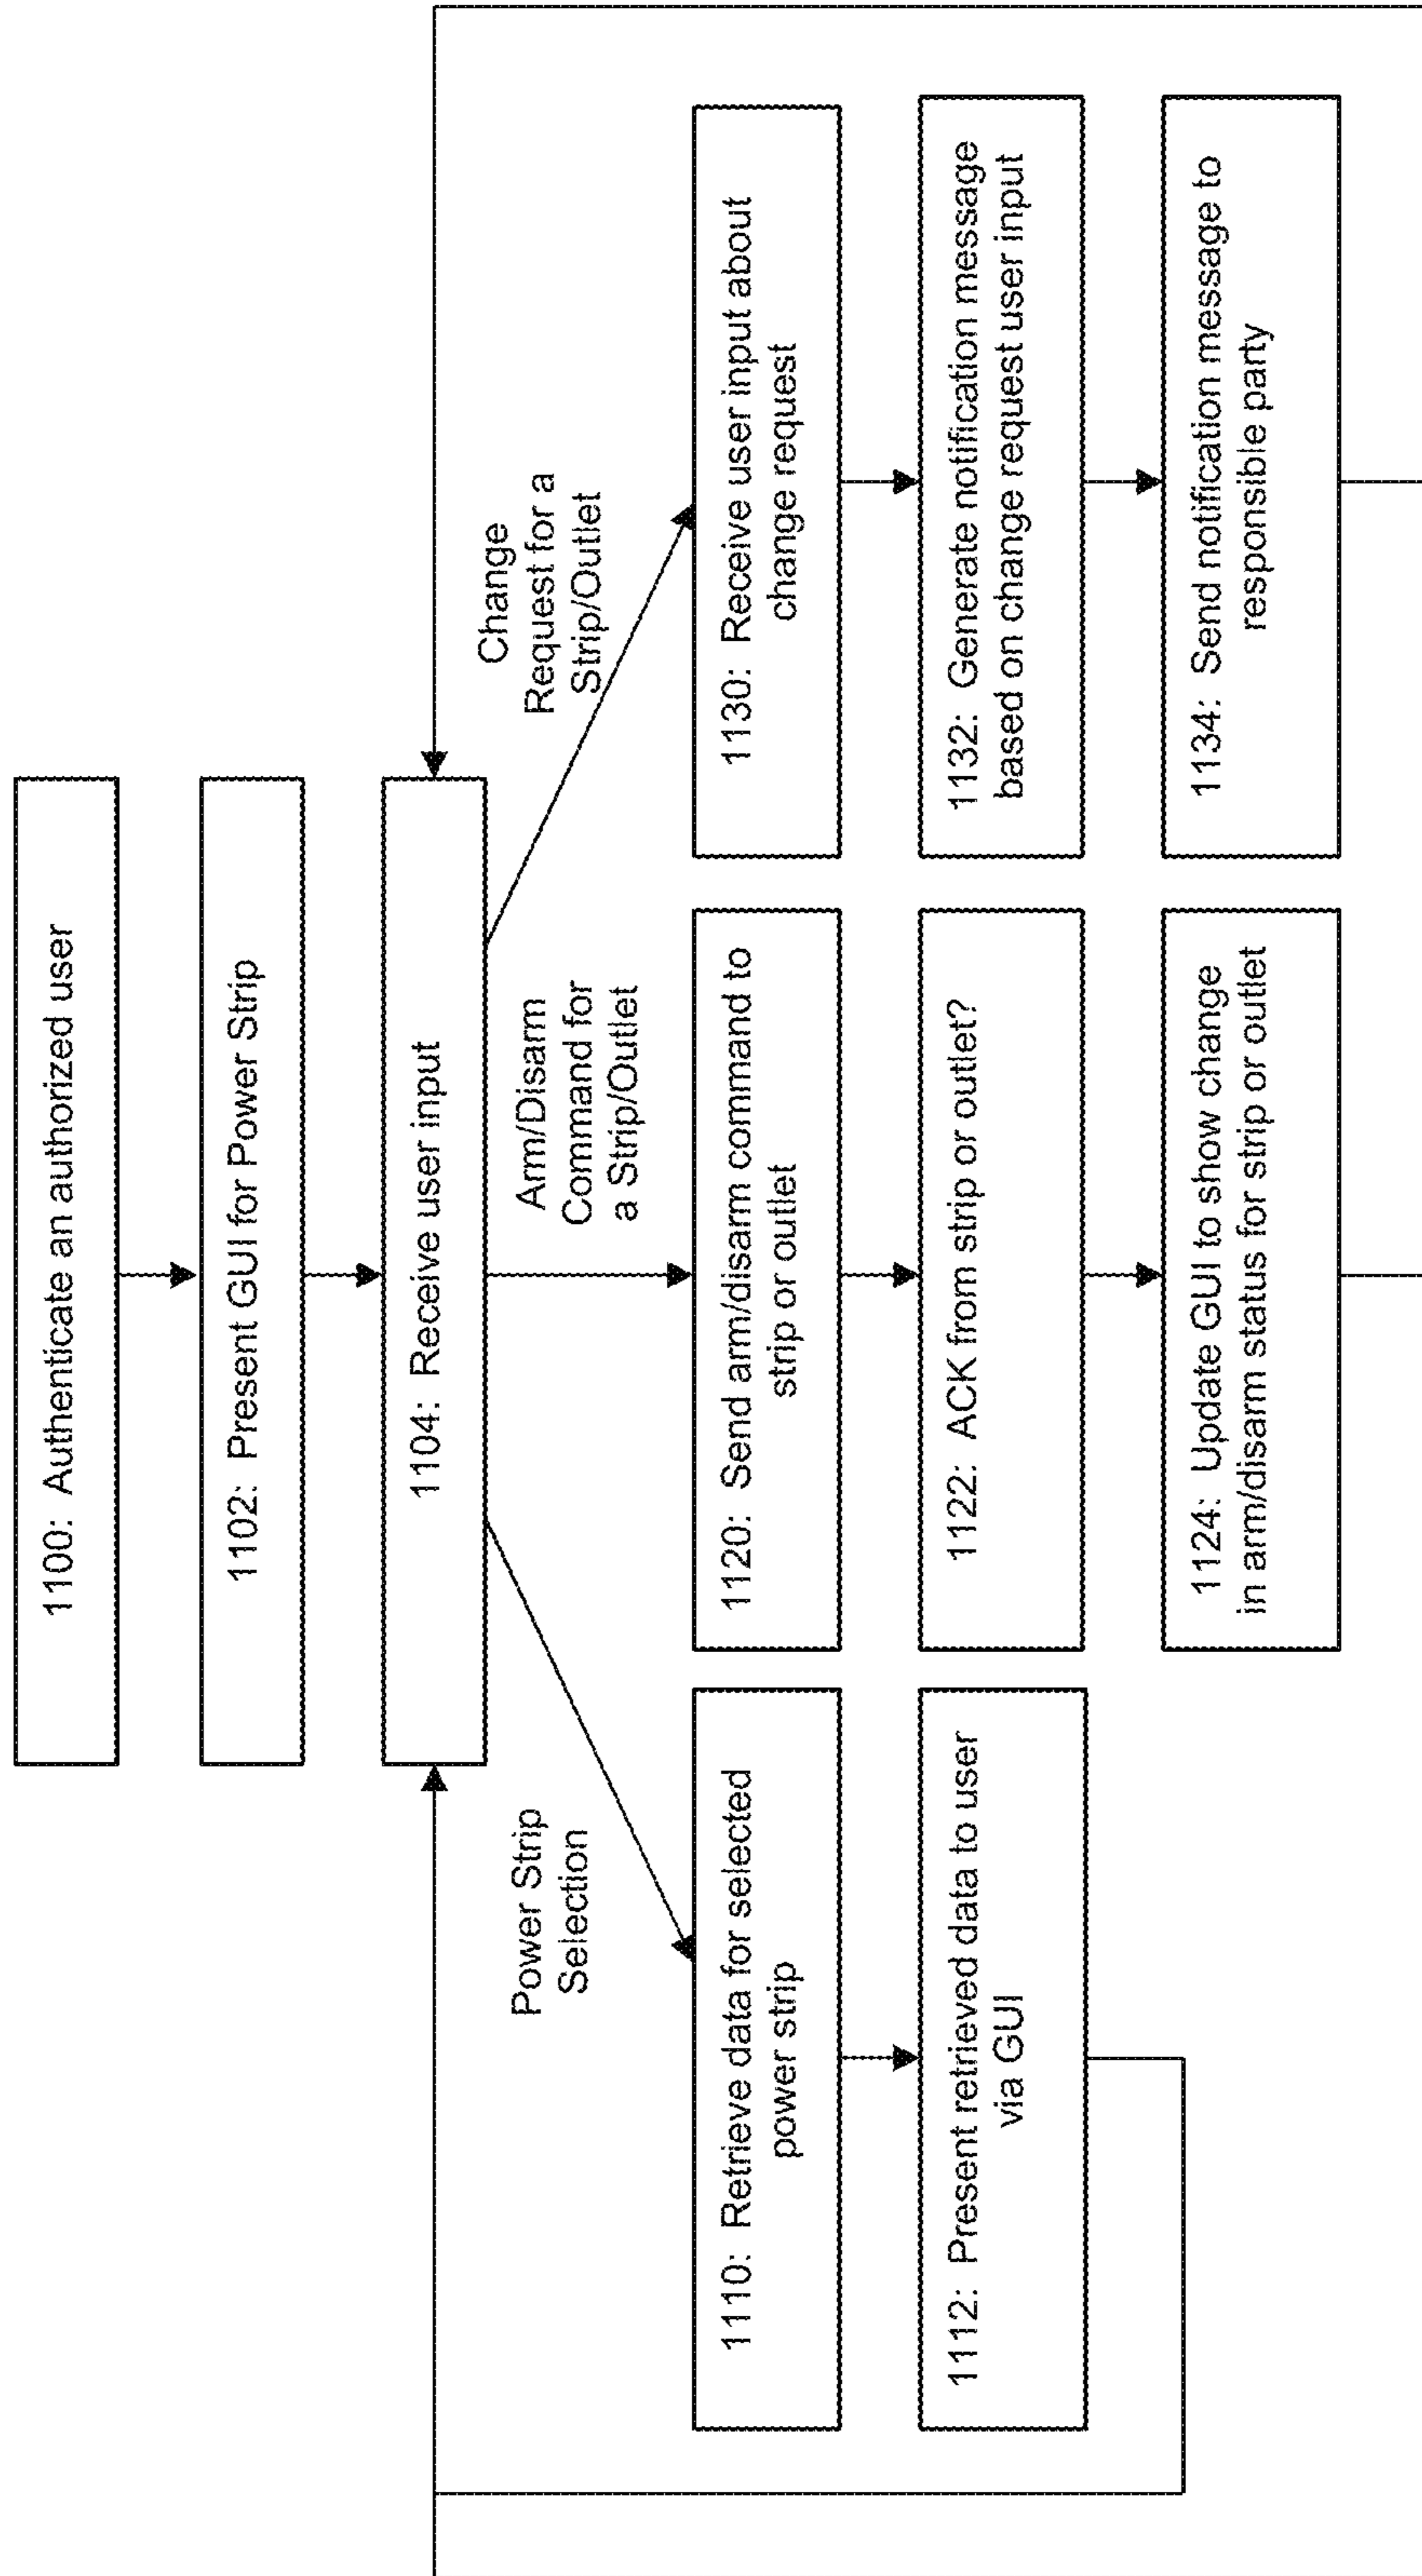 1100: Authenticate an authorized user
1102: Present GUI for Power Strip
1104: Receive user input
Power Strip
Selection
Arm/Disarm
Command for
a Strip/Outlet
Change
Request for a
Strip/Outlet
1110: Retrieve data for selected
power strip
1112: Present retrieved data to user
via GUI
1120: Send arm/disarm command to
strip or outlet
1122: ACK from strip or outlet?
1124: Update GUI to show change
in arm/disarm status for strip or outlet
1130: Receive user input about
change request
1132: Generate notification message
based on change request user input
1134: Send notification message to
responsible party